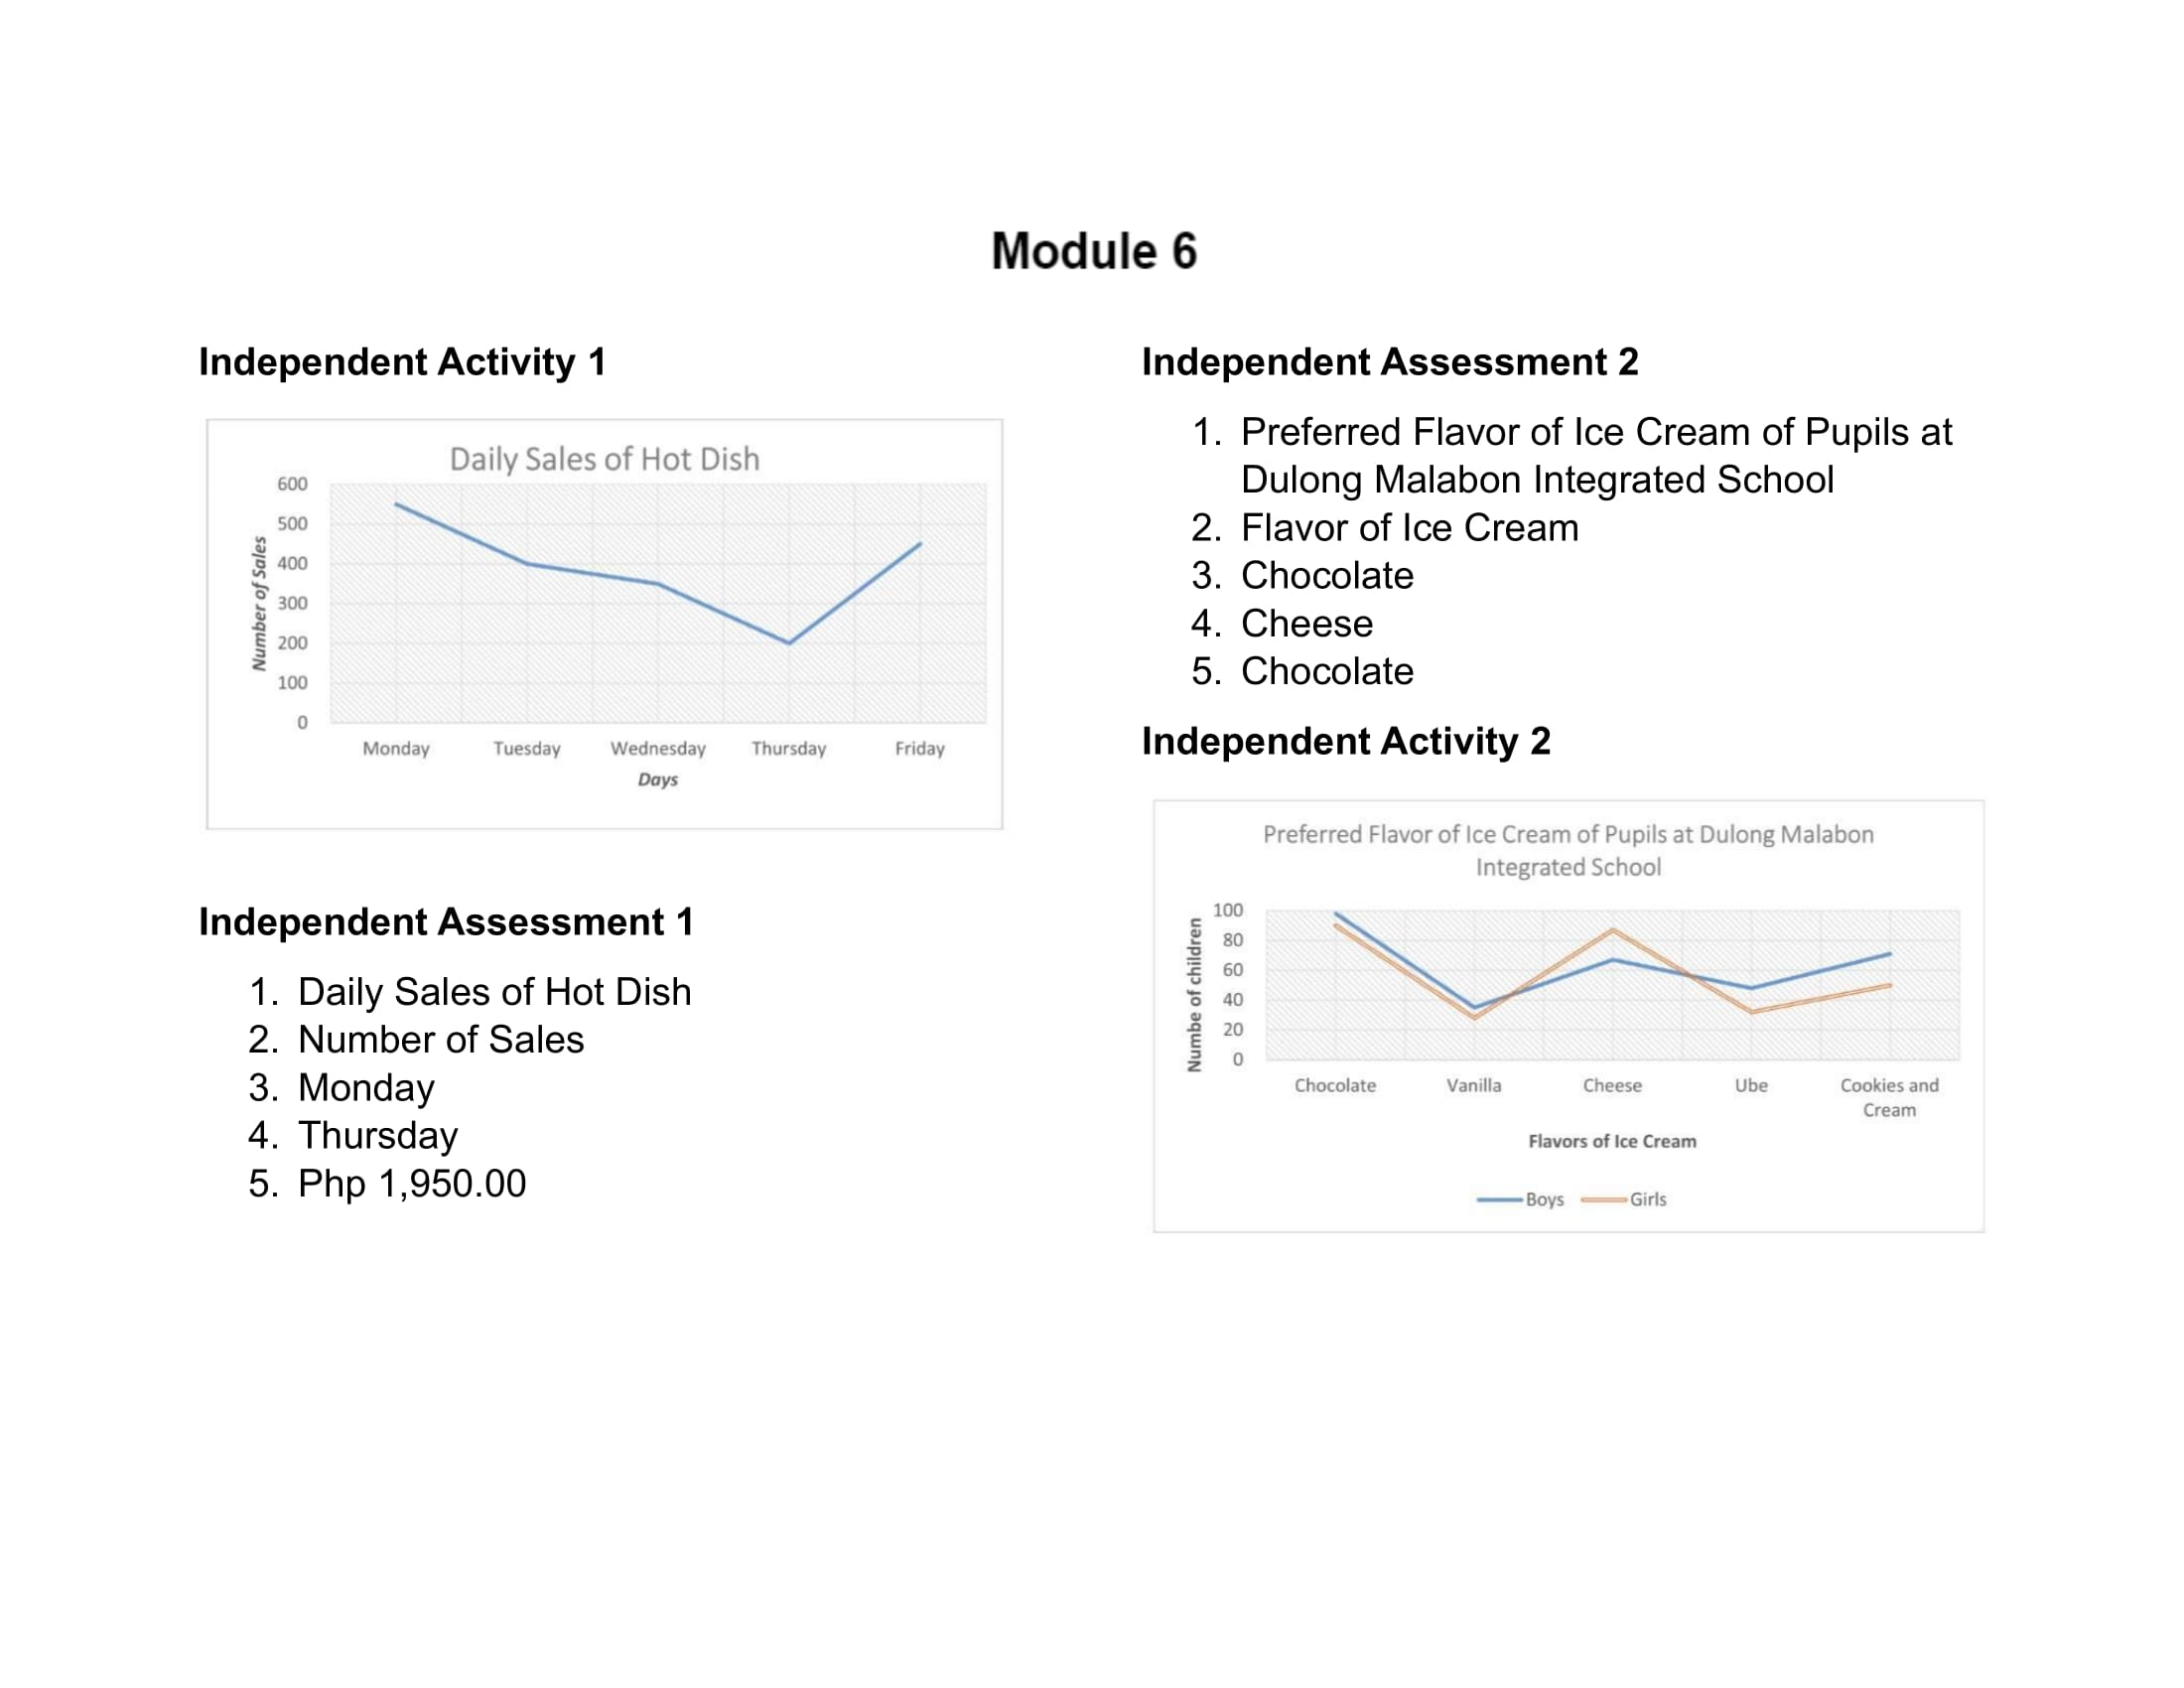 Module 6
Independent Activity 1
Daily Sales of Hot Dish
600
500
400
300
200
100
0
Number of Sales
Monday Tuesday Wednesday Thursday Friday
Days
Independent Assessment 1
1. Daily Sales of Hot Dish
2. Number of Sales
3. Monday
4. Thursday
5. Php 1,950.00
Independent Assessment 2
1. Preferred Flavor of Ice Cream of Pupils at
Dulong Malabon Integrated School
2. Flavor of Ice Cream
3. Chocolate
4. Cheese
5. Chocolate
Independent Activity 2
Preferred Flavor of Ice Cream of Pupils at Dulong Malabon
Integrated School
100
80
60
40
20
0
Numbe of children
Chocolate Vanilla Cheese Ube Cookies and
Cream
Flavors of Ice Cream
Boys Girls